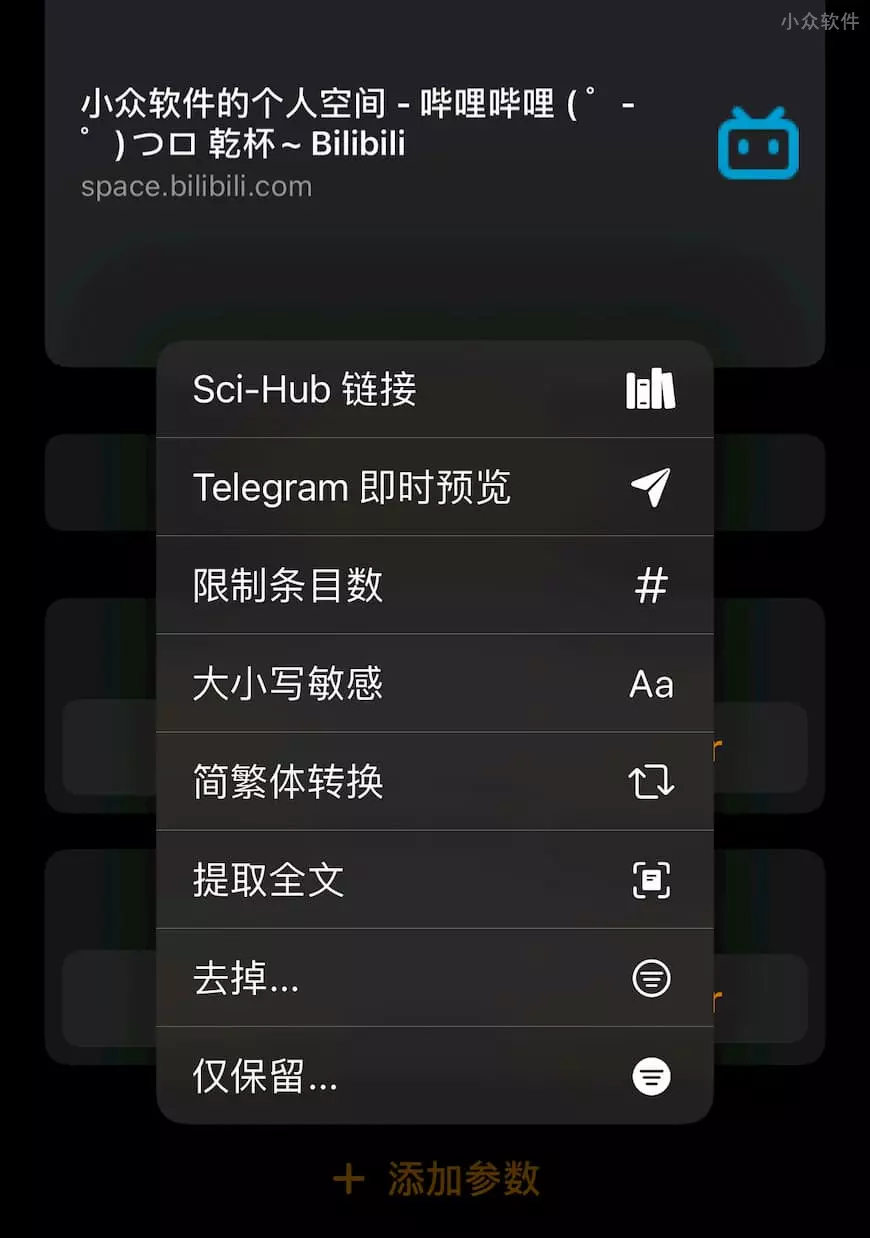 小众软件
小众软件的个人空间 - 哔哩哔哩 ( ゜ -
゜)つロ 乾杯 ~ Bilibili
space.bilibili.com
Sci-Hub 链接
Telegram 即时预览
限制条目数
#
大小写敏感
Aa
简繁体转换
提取全文
去掉...
仅保留...
r
r
+ 添加参数